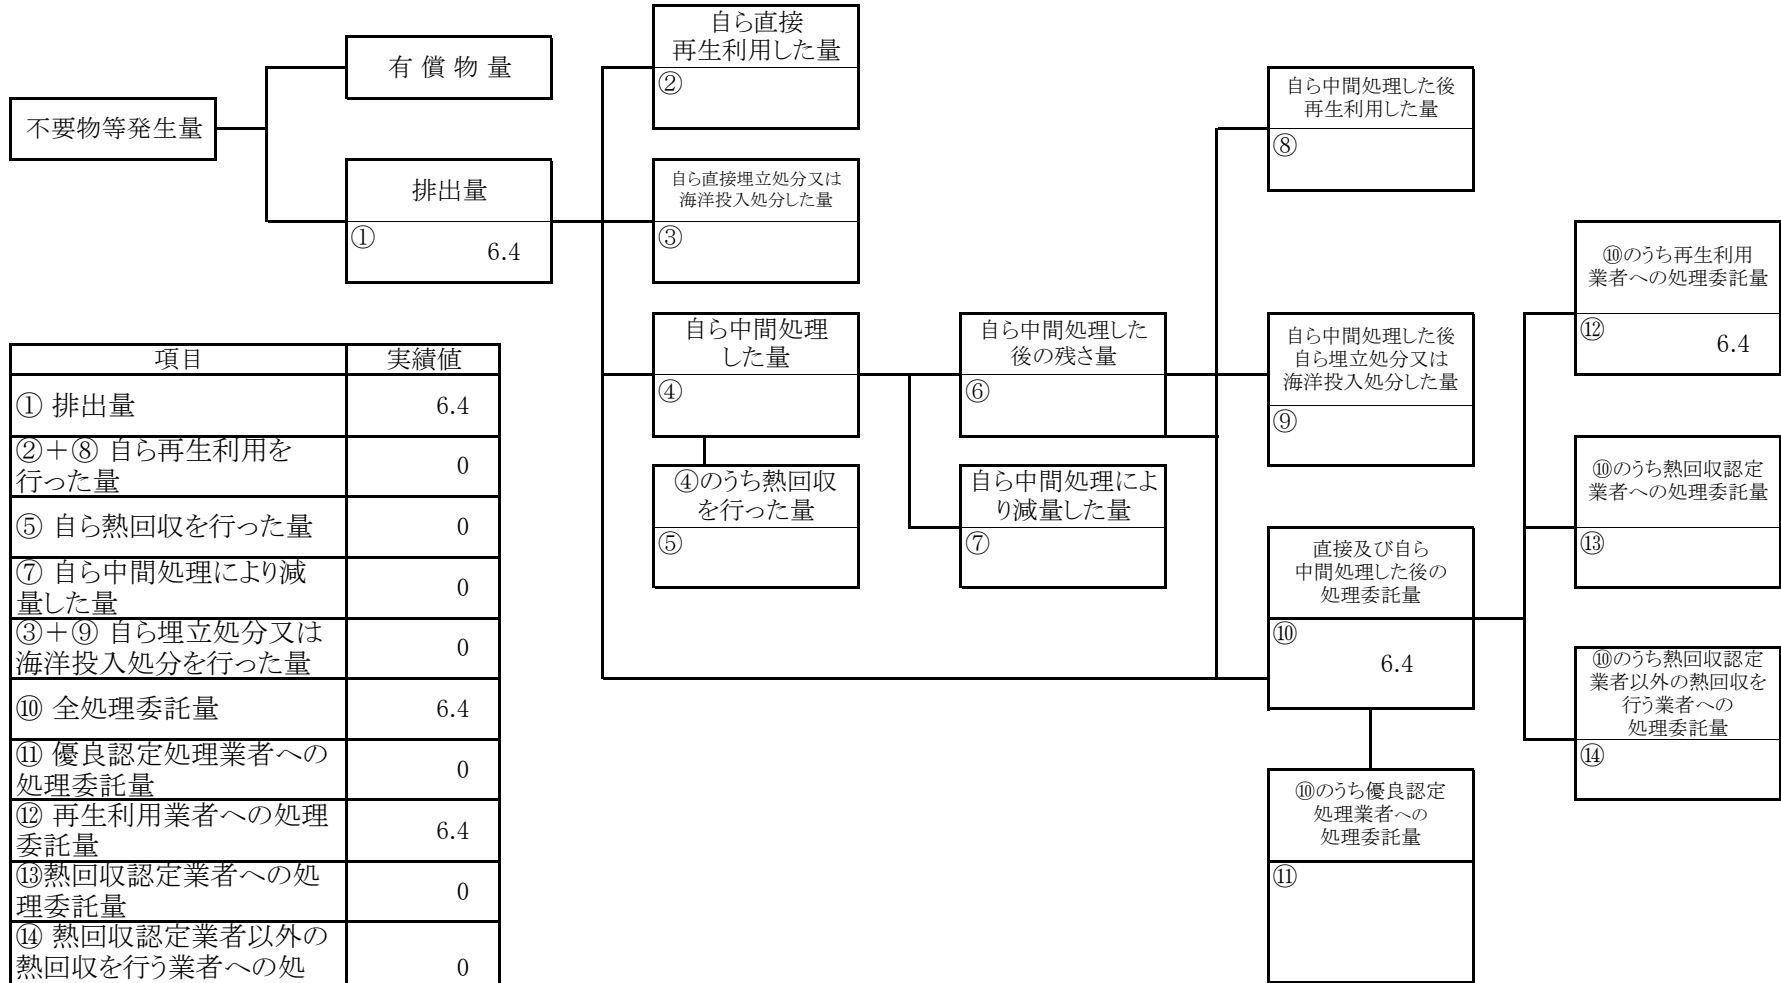 不要物等発生量
有 償 物 量
排出量
①
6.4
自ら直接
再生利用した量
②
自ら直接埋立処分又は
海洋投入処分した量
③
自ら中間処理
した量
④
④のうち熱回収
を行った量
⑤
自ら中間処理した
後の残さ量
⑥
自ら中間処理によ
り減量した量
⑦
自ら中間処理した後
再生利用した量
⑧
自ら中間処理した後
自ら埋立処分又は
海洋投入処分した量
⑨
直接及び自ら
中間処理した後の
処理委託量
⑩
6.4
⑩のうち優良認定
処理業者への
処理委託量
⑪
⑩のうち再生利用
業者への処理委託量
⑫
6.4
⑩のうち熱回収認定
業者への処理委託量
⑬
⑩のうち熱回収認定
業者以外の熱回収を
行う業者への
処理委託量
⑭
項目 実績値
① 排出量 6.4
②＋⑧ 自ら再生利用を
行った量 0
⑤ 自ら熱回収を行った量 0
⑦ 自ら中間処理により減
量した量 0
③＋⑨ 自ら埋立処分又は
海洋投入処分を行った量 0
⑩ 全処理委託量 6.4
⑪ 優良認定処理業者への
処理委託量 0
⑫ 再生利用業者への処理
委託量 6.4
⑬熱回収認定業者への処
理委託量 0
⑭ 熱回収認定業者以外の
熱回収を行う業者への処 0